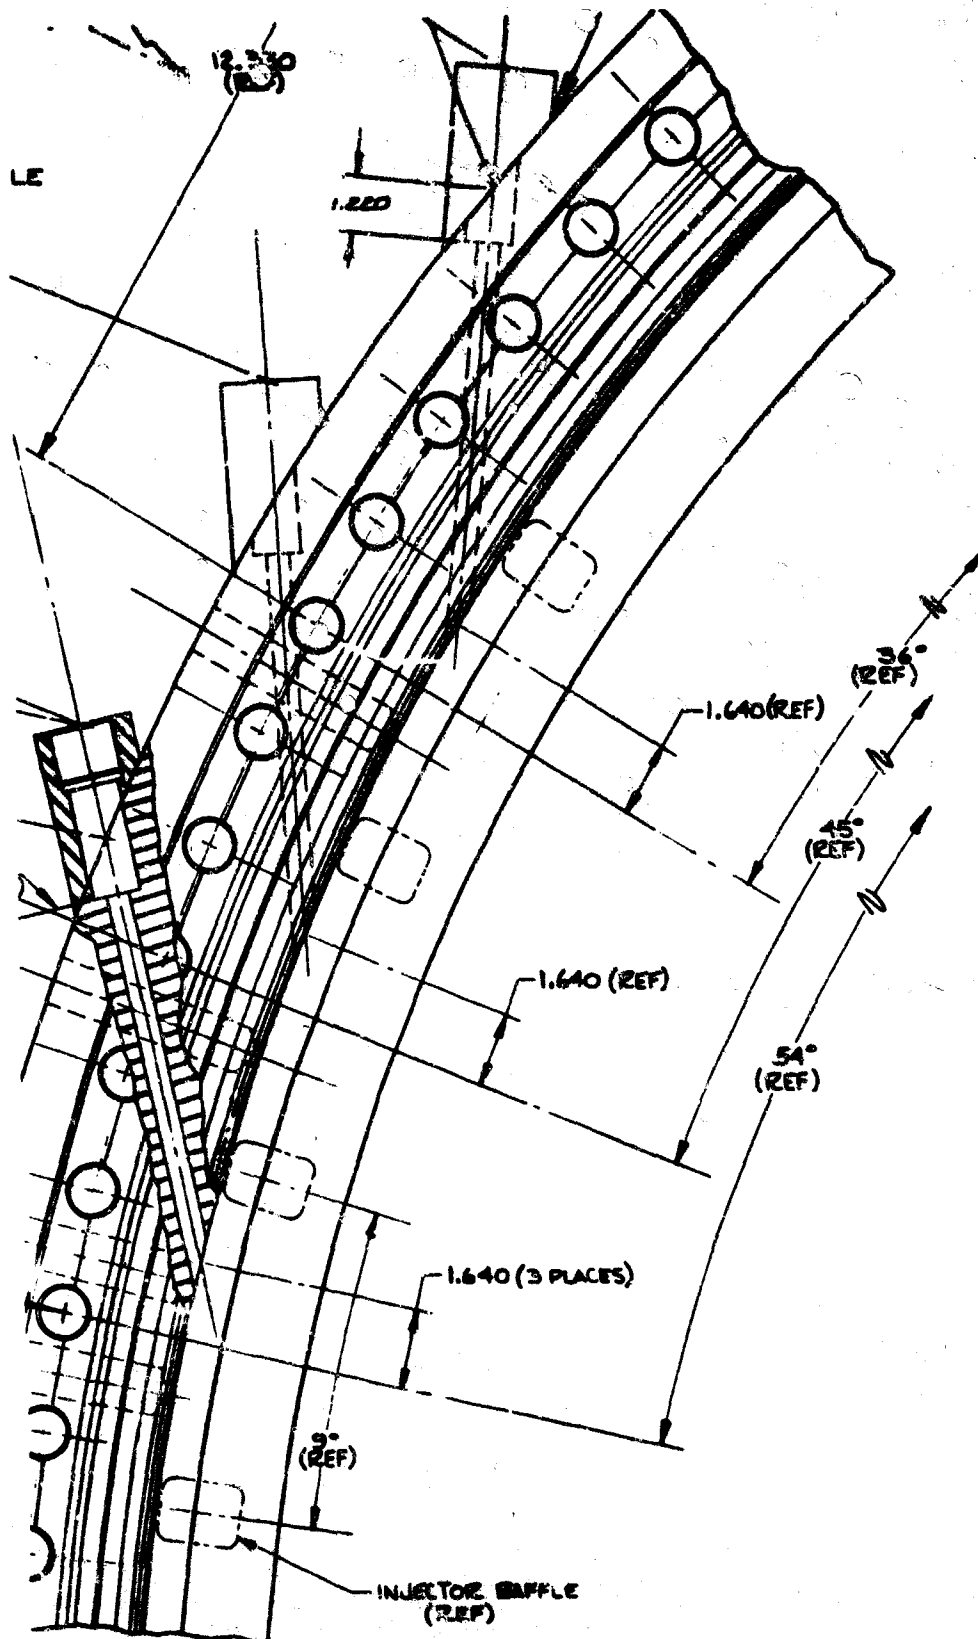 LE
1.220
36°
(REF)
1.640(REF)
45°
(REF)
1.640 (REF)
54°
(REF)
1.640 (3 PLACES)
9°
(REF)
INJECTOR BAFFLE
(REF)